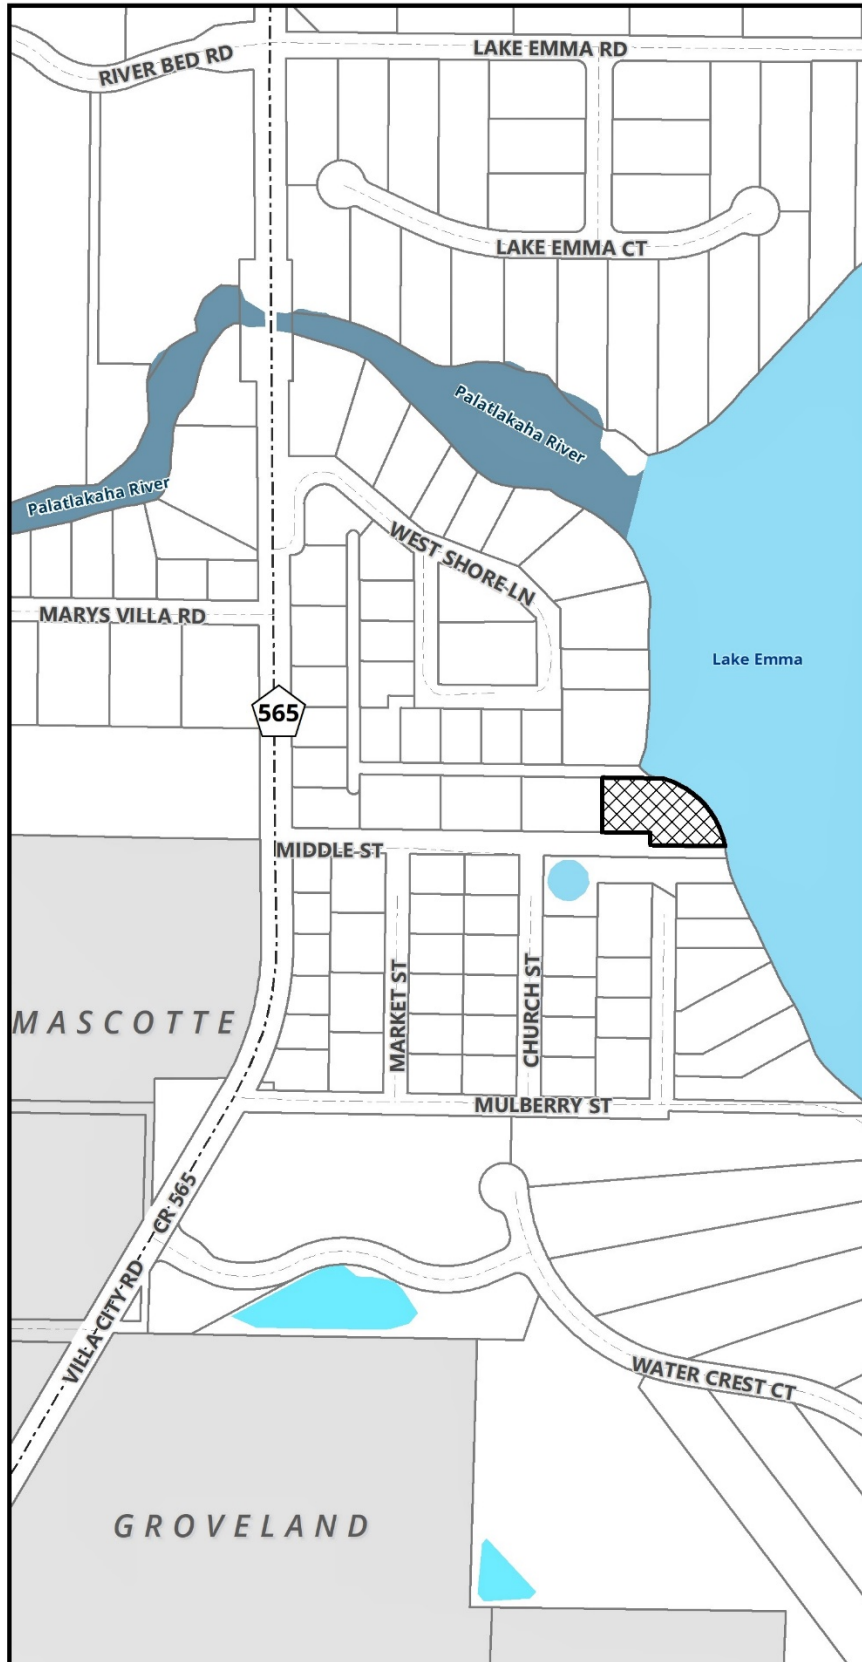 LAKE EMMA RD
RIVER BED RD
LAKE EMMA CT
Palatlakaha River
Palatlakaha River
WEST SHORE LN
MARYS VILLA RD
Lake Emma
565
MIDDLE ST
MARKET ST
CHURCH ST
MASCOTTE
MULBERRY ST
CR 565
VILLA CITY RD
WATER CREST CT
GROVELAND